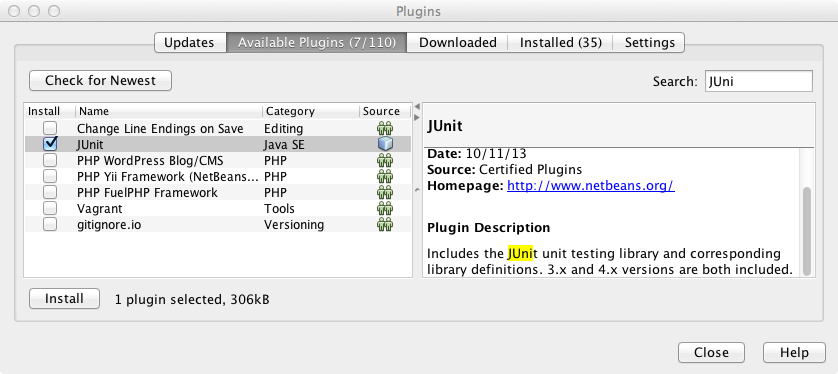 Plugins
Updates Available Plugins (7/110) Downloaded Installed (35) Settings
Check for Newest Search: JUni
Install Name Category Source
Change Line Endings on Save Editing
JUnit Java SE
PHP WordPress Blog/CMS PHP
PHP Yii Framework (NetBeans... PHP
PHP FuelPHP Framework PHP
Vagrant Tools
gitignore.io Versioning
JUnit
Date: 10/11/13
Source: Certified Plugins
Homepage: http://www.netbeans.org/
Plugin Description
Includes the JUnit unit testing library and corresponding
library definitions. 3.x and 4.x versions are both included.
Install 1 plugin selected, 306kB
Close Help